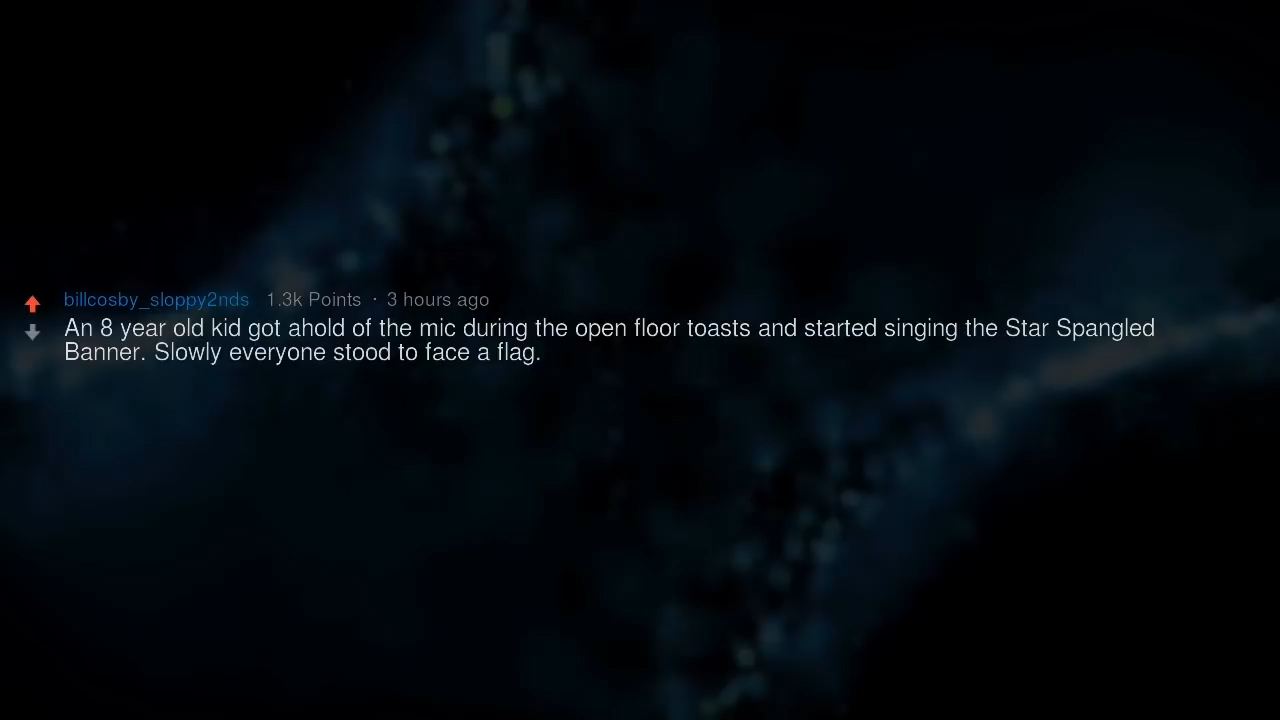 billcosby_sloppy2nds 1.3k Points · 3 hours ago
An 8 year old kid got ahold of the mic during the open floor toasts and started singing the Star Spangled
Banner. Slowly everyone stood to face a flag.